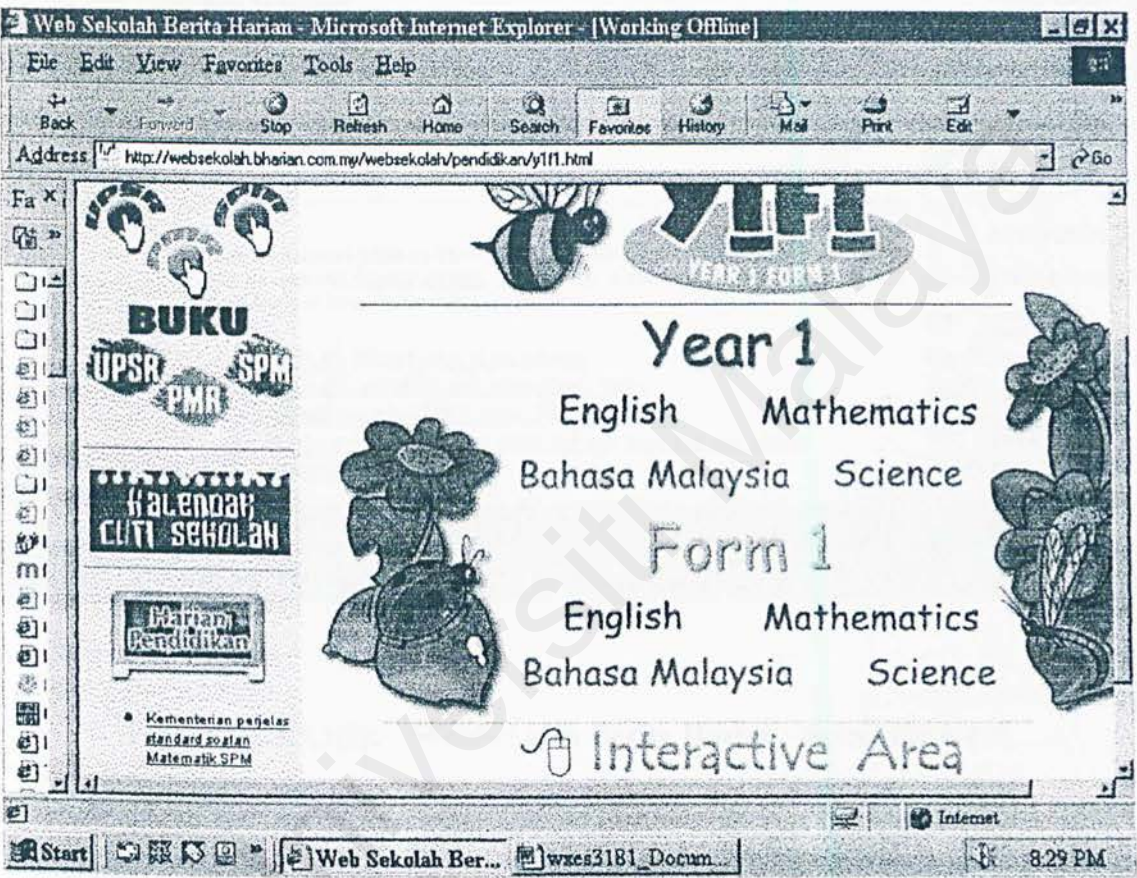 Web Sekolah Berita Harian - Microsoft Internet Explorer - [Working Offline]
File Edit View Favorites Tools Help
Back Forward Stop Refresh Home Search Favorites History Mail Print Edit »
Address http://websekolah.bharian.com.my/websekolah/pendidikan/y1f1.html Go
Fa ×
»
UPSR
BUKU
UPSR PMR SPM
KALENDAR
CUTI SEKOLAH
Harian
Pendidikan
• Kementerian perjelas
standard soalan
Matematik SPM
Y1F1
YEAR 1 FORM 1
Year 1
English Mathematics
Bahasa Malaysia Science
Form 1
English Mathematics
Bahasa Malaysia Science
Interactive Area
Internet
Start » Web Sekolah Ber... wxes3181_Docum... 8:29 PM